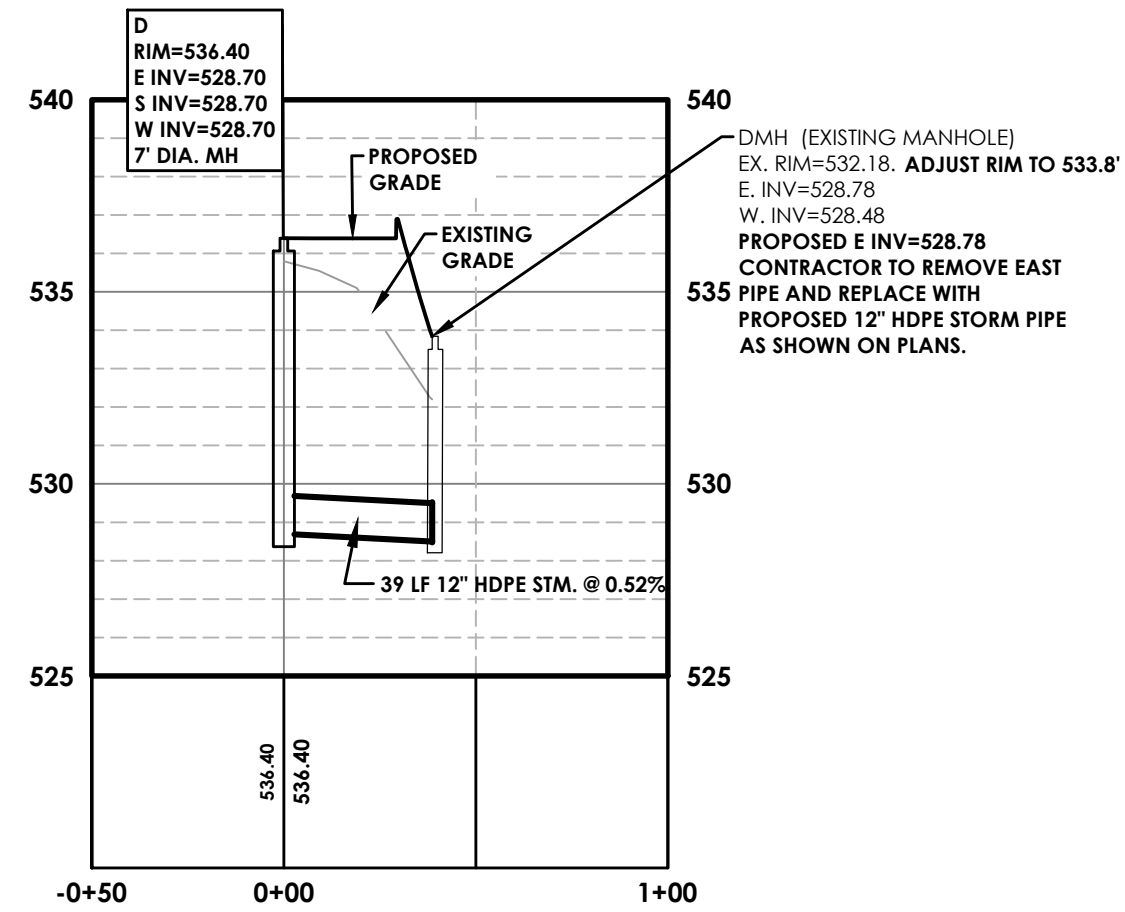 D
RIM=536.40
E INV=528.70
S INV=528.70
W INV=528.70
7' DIA. MH
540
540
PROPOSED
GRADE
EXISTING
GRADE
DMH (EXISTING MANHOLE)
EX. RIM=532.18. ADJUST RIM TO 533.8'
E. INV=528.78
W. INV=528.48
PROPOSED E INV=528.78
CONTRACTOR TO REMOVE EAST
PIPE AND REPLACE WITH
PROPOSED 12" HDPE STORM PIPE
AS SHOWN ON PLANS.
535
535
530
530
39 LF 12" HDPE STM. @ 0.52%
525
525
536.40
536.40
-0+50
0+00
1+00